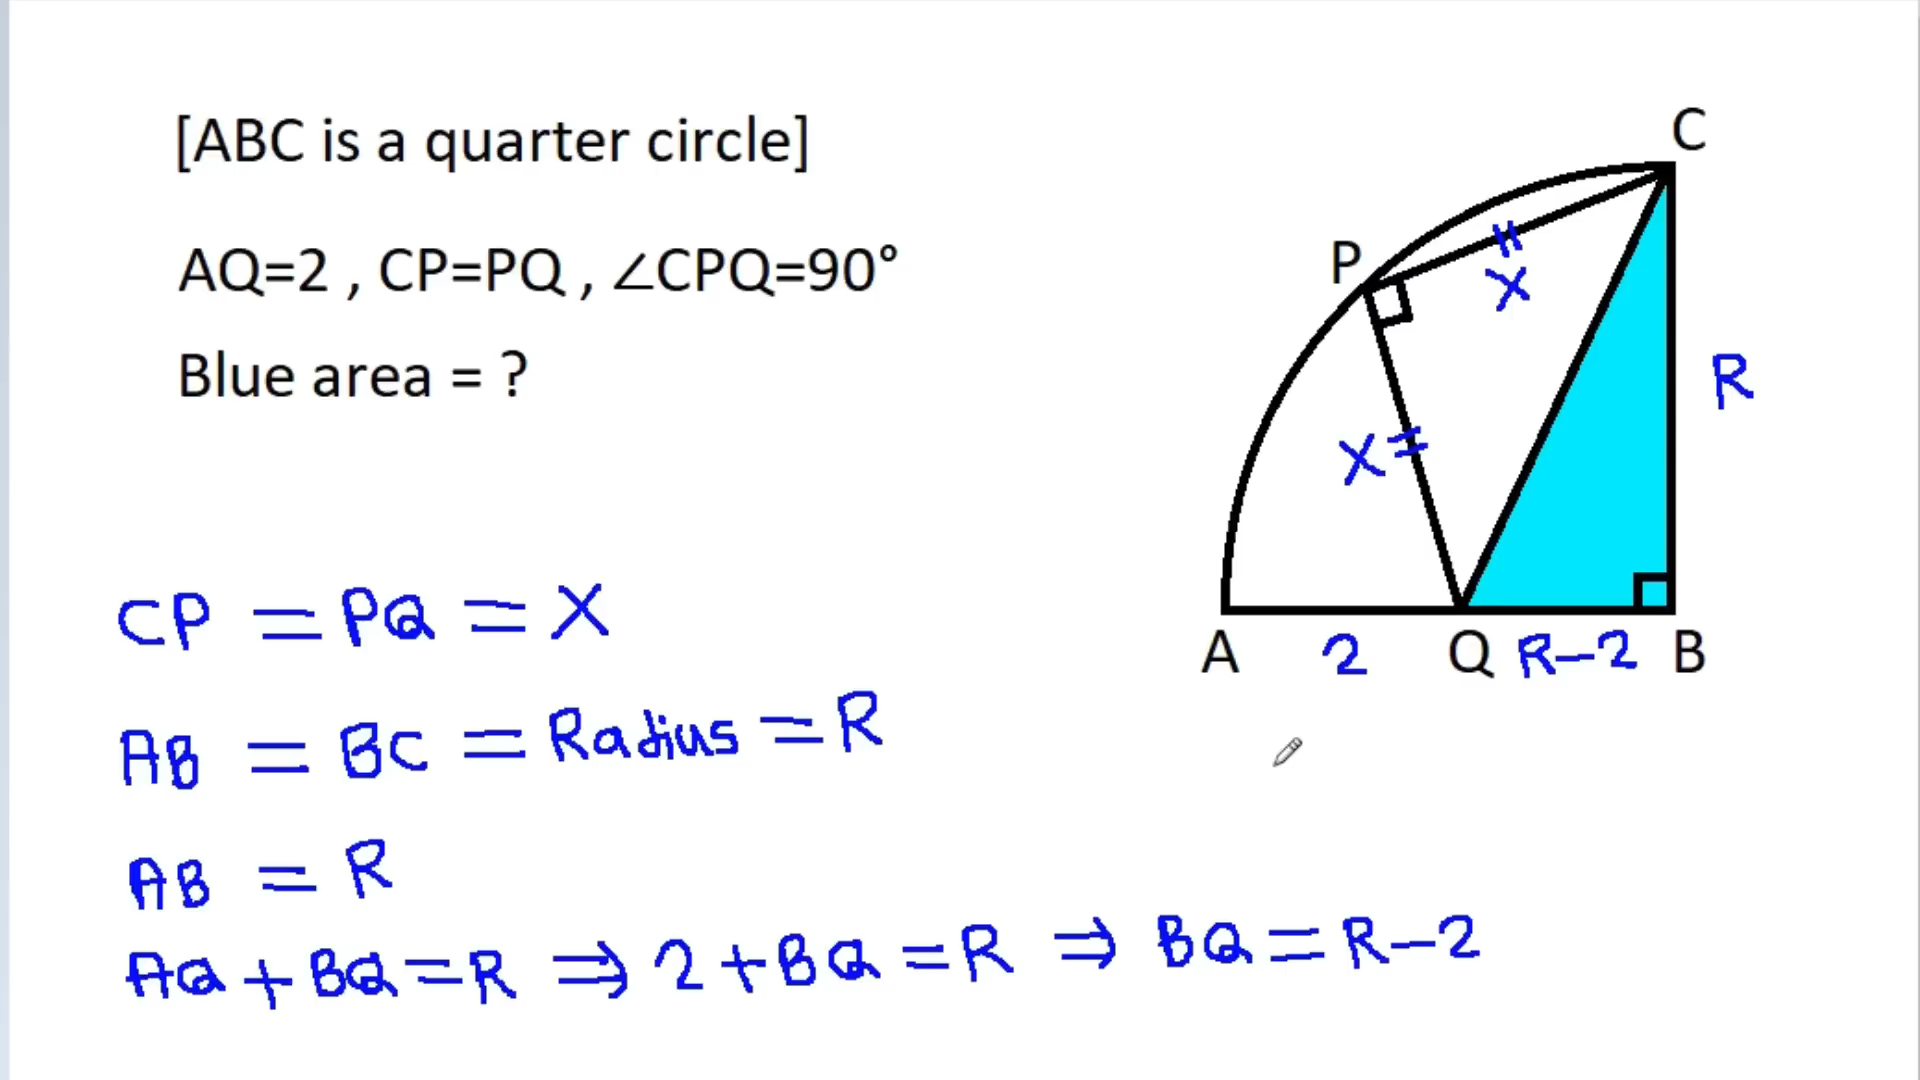 [ABC is a quarter circle]
AQ=2 , CP=PQ , ∠CPQ=90°
Blue area = ?
C
P
X
R
X
A
2
Q
R-2
B
CP = PQ = X
AB = BC = Radius = R
AB = R
AQ + BQ = R ⇒ 2 + BQ = R ⇒ BQ = R-2